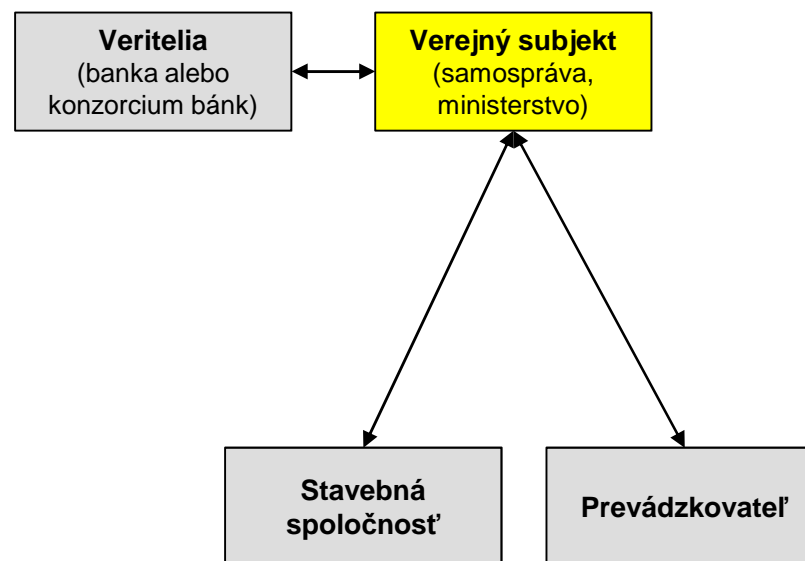 Veritelia
(banka alebo
konzorcium bánk)
Verejný subjekt
(samospráva,
ministerstvo)
Stavebná
spoločnosť
Prevádzkovateľ